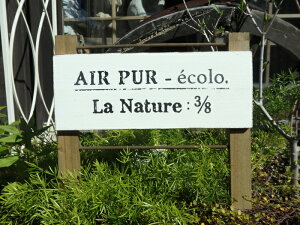 AIR PUR - écolo.
La Nature : 3/8